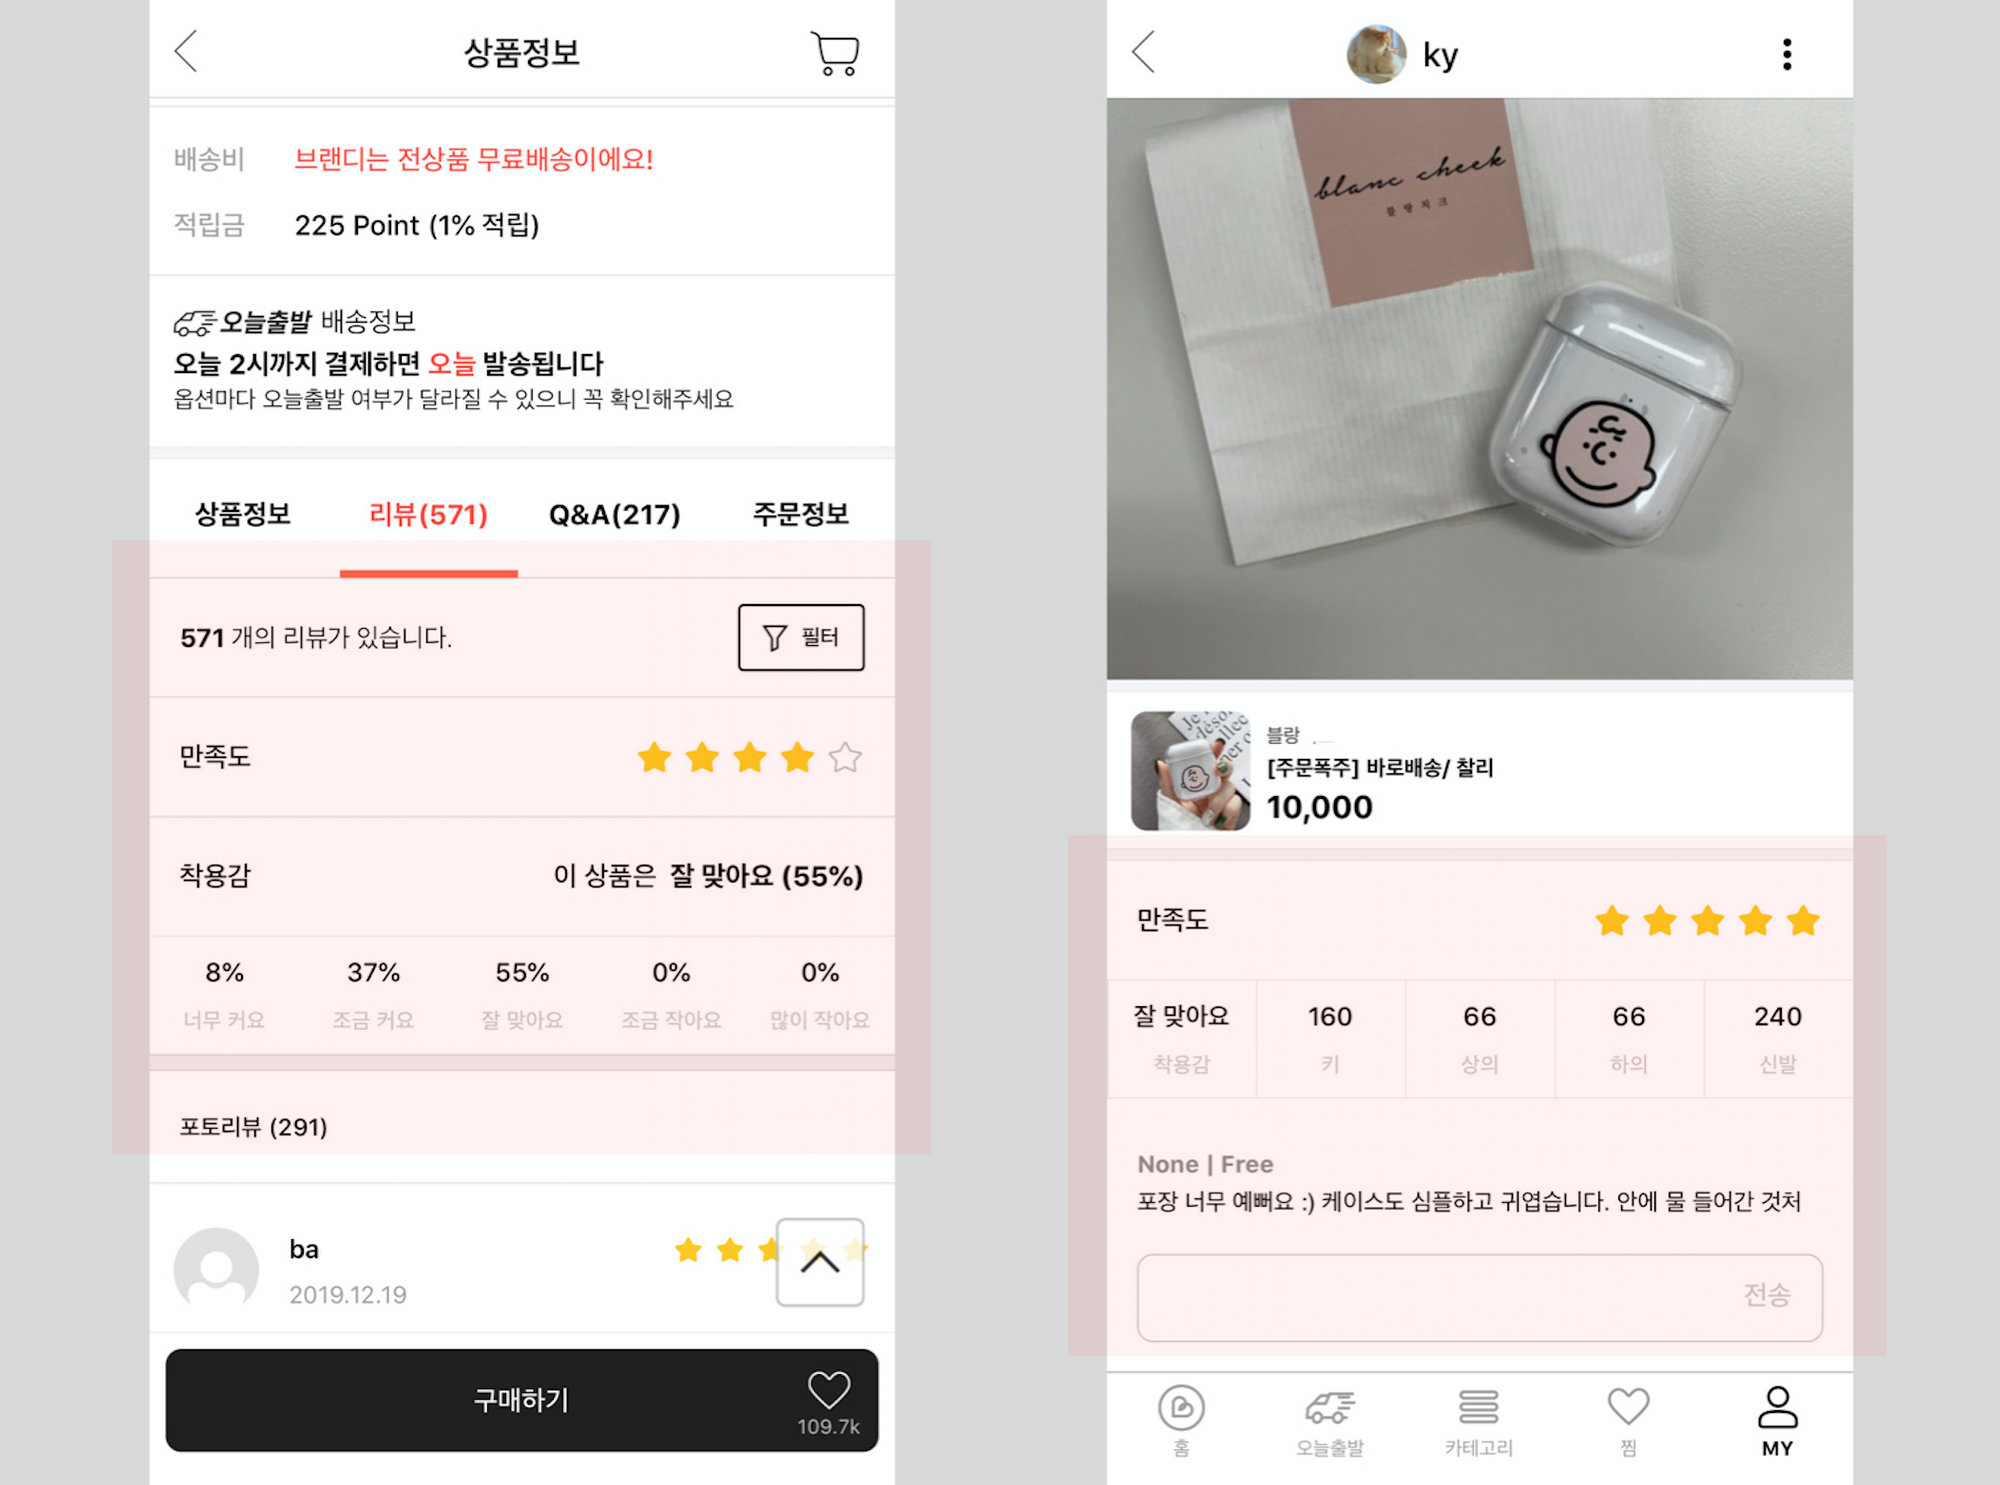 상품정보
배송비 브랜디는 전상품 무료배송이에요!
적립금 225 Point (1% 적립)
오늘출발 배송정보
오늘 2시까지 결제하면 오늘 발송됩니다
옵션마다 오늘출발 여부가 달라질 수 있으니 꼭 확인해주세요
상품정보 리뷰(571) Q&A(217) 주문정보
571 개의 리뷰가 있습니다. 필터
만족도
착용감 이 상품은 잘 맞아요 (55%)
8% 37% 55% 0% 0%
너무 커요 조금 커요 잘 맞아요 조금 작아요 많이 작아요
포토리뷰 (291)
ba
2019.12.19
구매하기
109.7k
ky
blanc cheek
블랑치크
Je
블랑
[주문폭주] 바로배송/ 찰리
10,000
만족도
잘 맞아요 160 66 66 240
착용감 키 상의 하의 신발
None | Free
포장 너무 예뻐요 :) 케이스도 심플하고 귀엽습니다. 안에 물 들어간 것처
전송
홈 오늘출발 카테고리 찜 MY